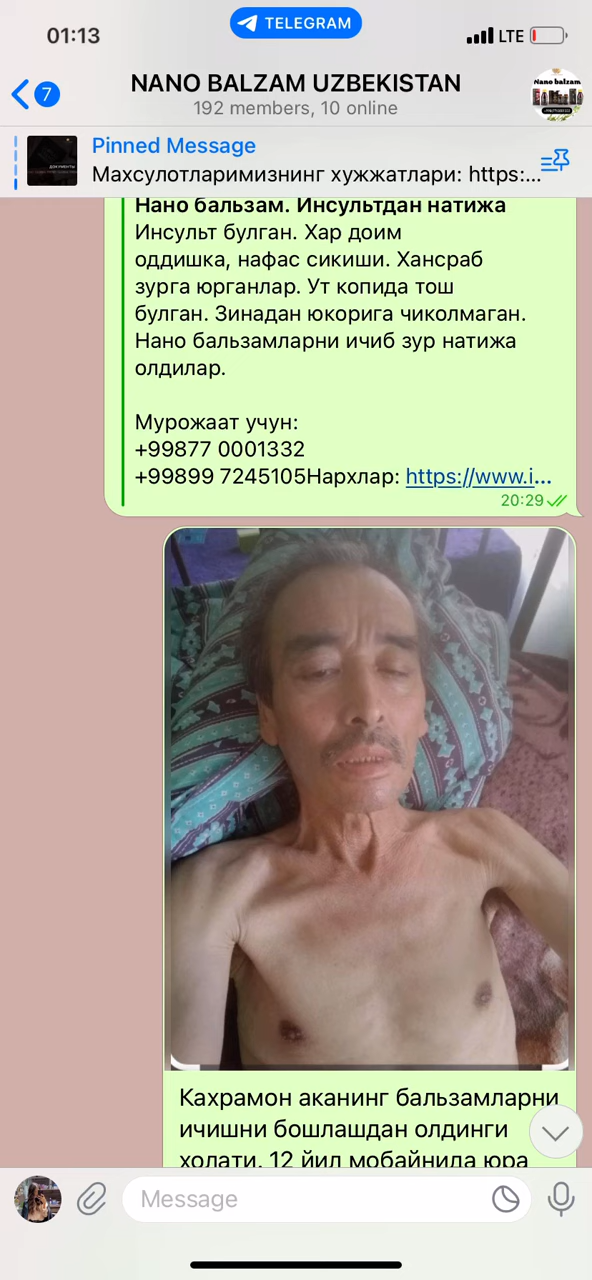 01:13
TELEGRAM
LTE
7
NANO BALZAM UZBEKISTAN
192 members, 10 online
Pinned Message
Махсулотларимизнинг хужжатлари: https:...
Нано бальзам. Инсультдан натижа
Инсульт булган. Хар доим
оддишка, нафас сикиши. Хансраб
зурга юрганлар. Ут копида тош
булган. Зинадан юкорига чиколмаган.
Нано бальзамларни ичиб зур натижа
олдилар.
Мурожаат учун:
+99877 0001332
+99899 7245105Нархлар: https://www.i...
20:29
Кахрамон аканинг бальзамларни
ичишни бошлашдан олдинги
холати. 12 йил мобайнида юра
Message